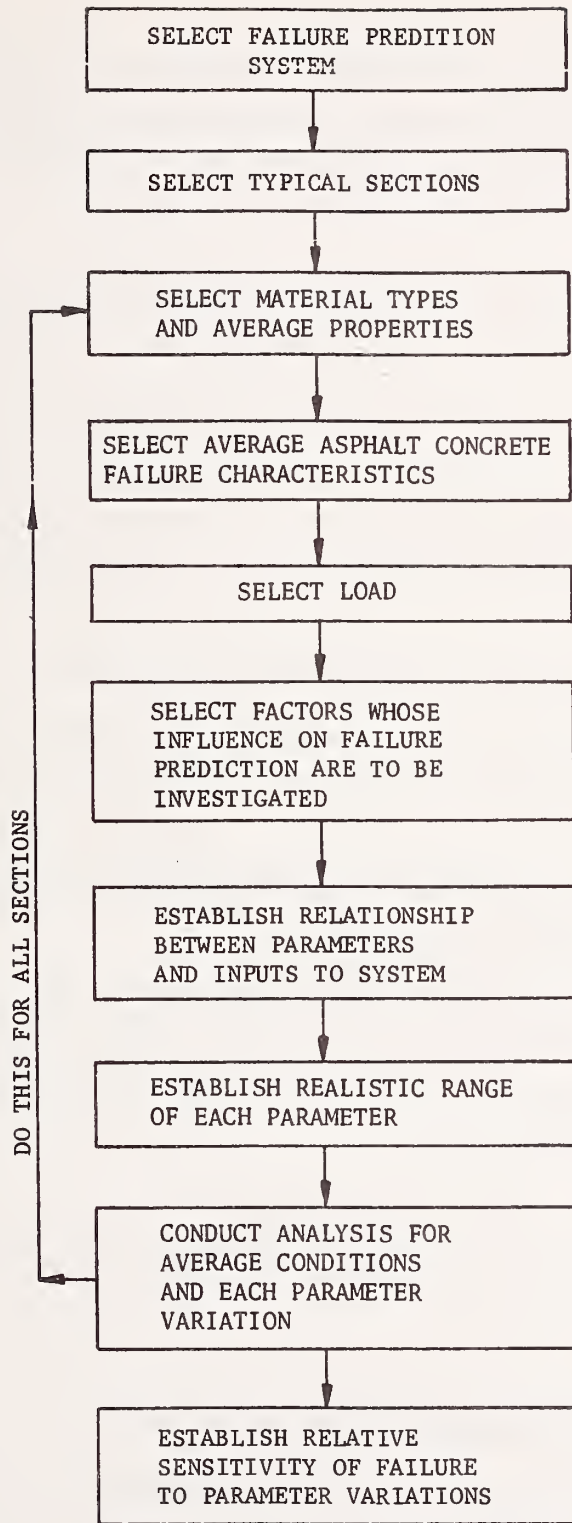 SELECT FAILURE PREDITION
SYSTEM
SELECT TYPICAL SECTIONS
SELECT MATERIAL TYPES
AND AVERAGE PROPERTIES
SELECT AVERAGE ASPHALT CONCRETE
FAILURE CHARACTERISTICS
SELECT LOAD
SELECT FACTORS WHOSE
INFLUENCE ON FAILURE
PREDICTION ARE TO BE
INVESTIGATED
ESTABLISH RELATIONSHIP
BETWEEN PARAMETERS
AND INPUTS TO SYSTEM
ESTABLISH REALISTIC RANGE
OF EACH PARAMETER
CONDUCT ANALYSIS FOR
AVERAGE CONDITIONS
AND EACH PARAMETER
VARIATION
DO THIS FOR ALL SECTIONS
ESTABLISH RELATIVE
SENSITIVITY OF FAILURE
TO PARAMETER VARIATIONS